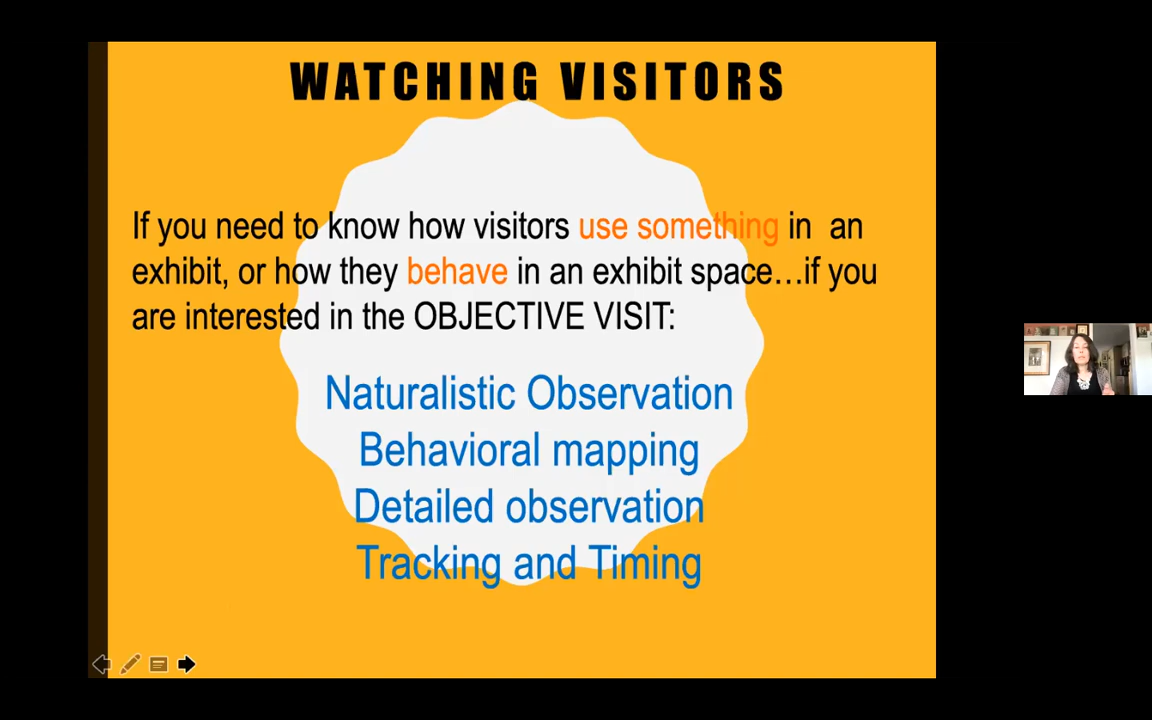 WATCHING VISITORS
If you need to know how visitors use something in an
exhibit, or how they behave in an exhibit space...if you
are interested in the OBJECTIVE VISIT:
Naturalistic Observation
Behavioral mapping
Detailed observation
Tracking and Timing